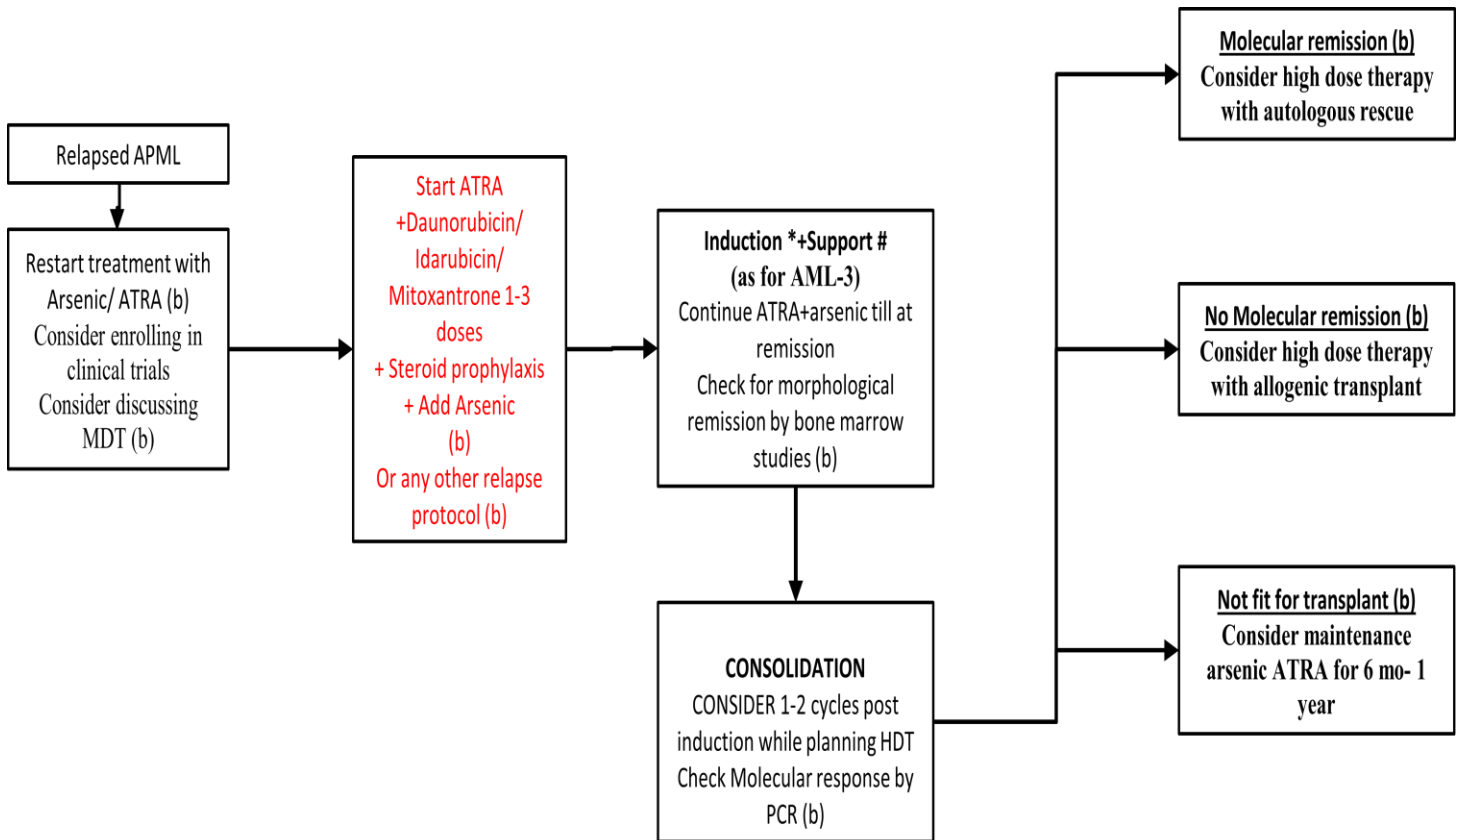 Relapsed APML
Restart treatment with
Arsenic/ ATRA (b)
Consider enrolling in
clinical trials
Consider discussing
MDT (b)
Start ATRA
+Daunorubicin/
Idarubicin/
Mitoxantrone 1-3
doses
+ Steroid prophylaxis
+ Add Arsenic
(b)
Or any other relapse
protocol (b)
Induction *+Support #
(as for AML-3)
Continue ATRA+arsenic till at
remission
Check for morphological
remission by bone marrow
studies (b)
CONSOLIDATION
CONSIDER 1-2 cycles post
induction while planning HDT
Check Molecular response by
PCR (b)
Molecular remission (b)
Consider high dose therapy
with autologous rescue
No Molecular remission (b)
Consider high dose therapy
with allogenic transplant
Not fit for transplant (b)
Consider maintenance
arsenic ATRA for 6 mo- 1
year